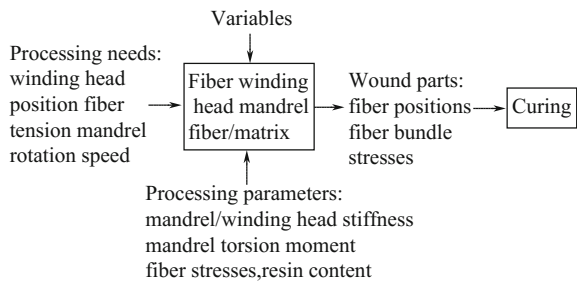 Variables
Processing needs:
winding head
position fiber
tension mandrel
rotation speed
Fiber winding
head mandrel
fiber/matrix
Wound parts:
fiber positions
fiber bundle
stresses
Curing
Processing parameters:
mandrel/winding head stiffness
mandrel torsion moment
fiber stresses,resin content